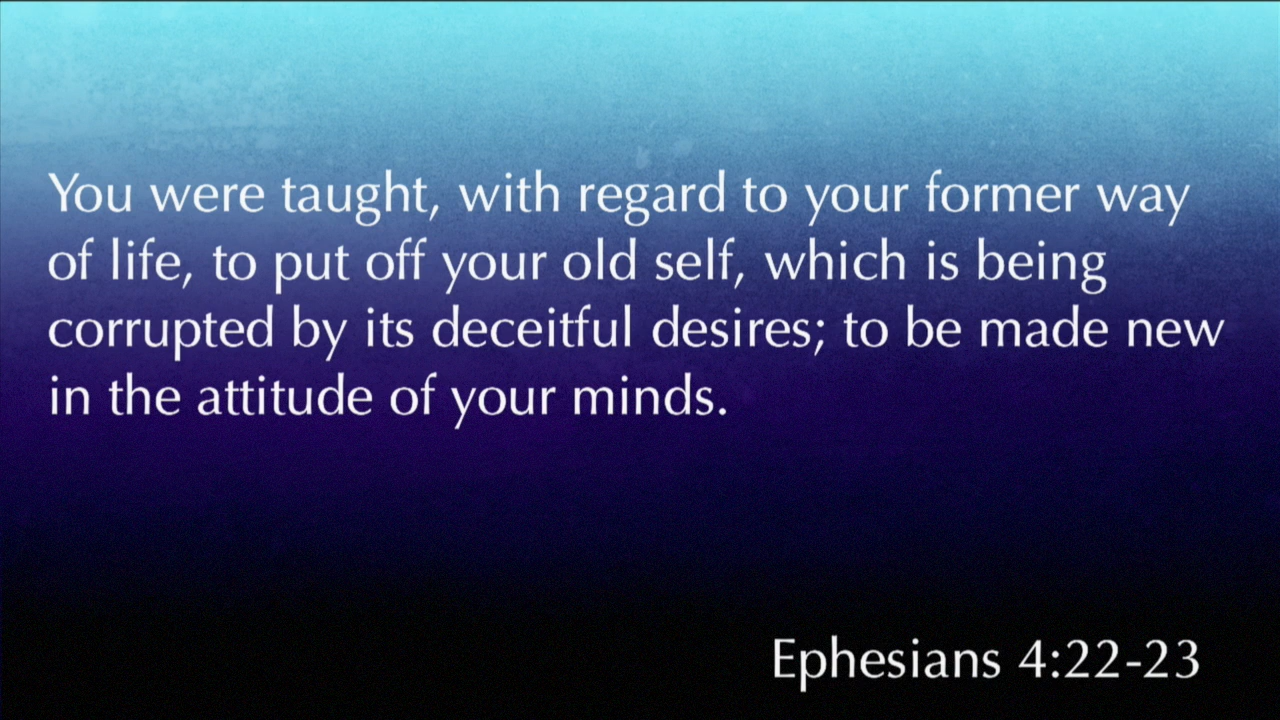 You were taught, with regard to your former way
of life, to put off your old self, which is being
corrupted by its deceitful desires; to be made new
in the attitude of your minds.
Ephesians 4:22-23